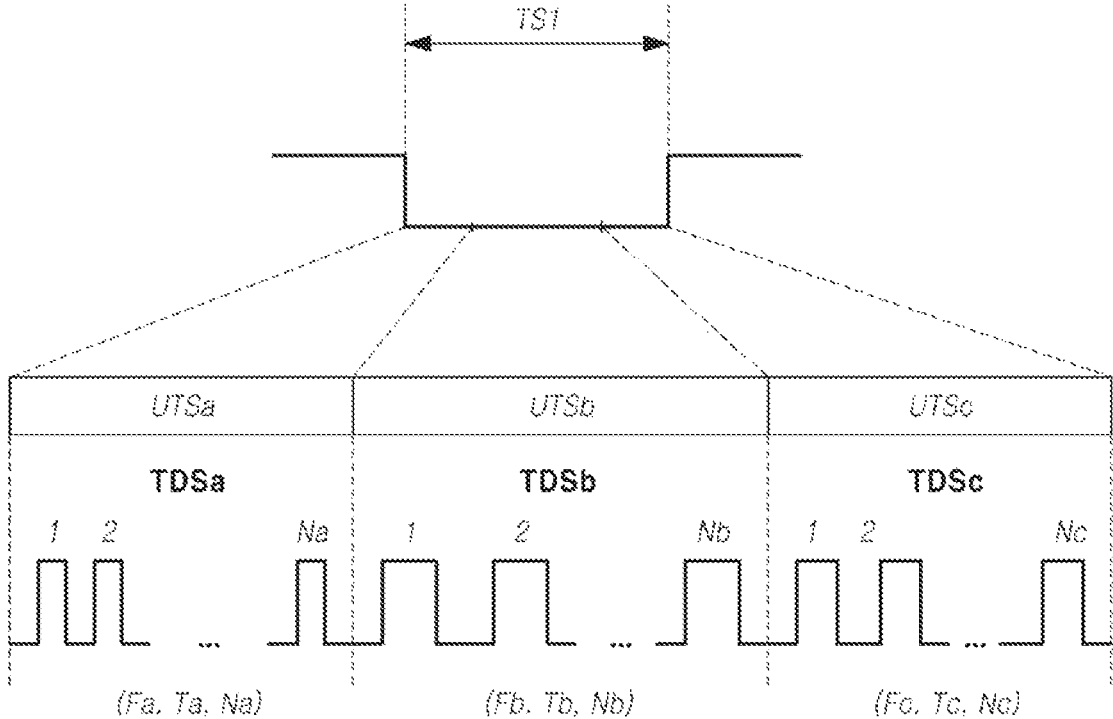 TS1
UTSa UTSb UTSc
TDSa TDSb TDSc
1 2 Na 1 2 Nb 1 2 Nc
... ... ...
(Fa, Ta, Na) (Fb, Tb, Nb) (Fc, Tc, Nc)